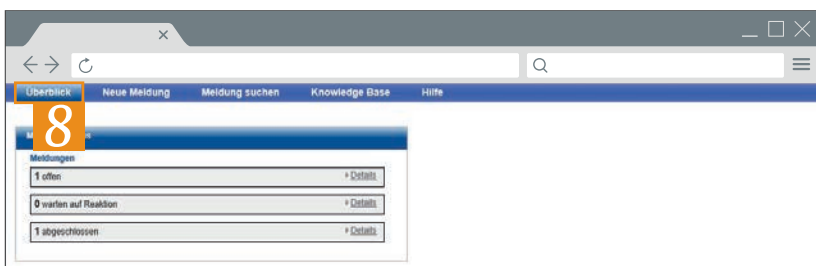 Überblick Neue Meldung Meldung suchen Knowledge Base Hilfe
8
Meldungen
1 offen Details
0 warten auf Reaktion Details
1 abgeschlossen Details